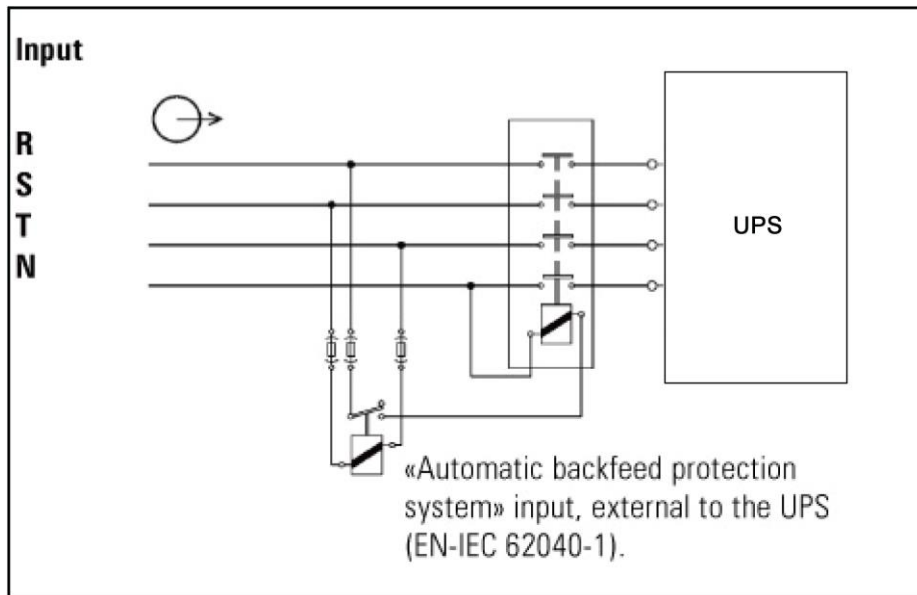 Input
R
S
T
N
UPS
«Automatic backfeed protection
system» input, external to the UPS
(EN-IEC 62040-1).